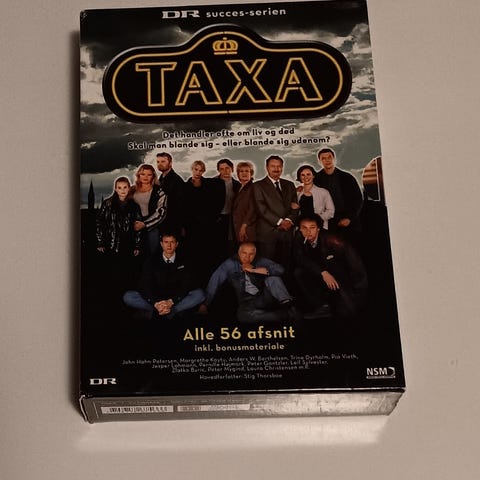 DR succes-serien
TAXA
Det handler ofte om liv og død
Skal man blande sig - eller blande sig udenom?
Alle 56 afsnit
inkl. bonusmateriale
John Hahn-Petersen, Margrethe Koytu, Anders W. Berthelsen, Trine Dyrholm, Pia Vieth,
Jesper Lohmann, Pernille Højmark, Peter Gantzler, Leif Sylvester,
Zlatko Buric, Peter Mygind, Laura Christensen m.fl.
Hovedforfatter: Stig Thorsboe
DR
NSM